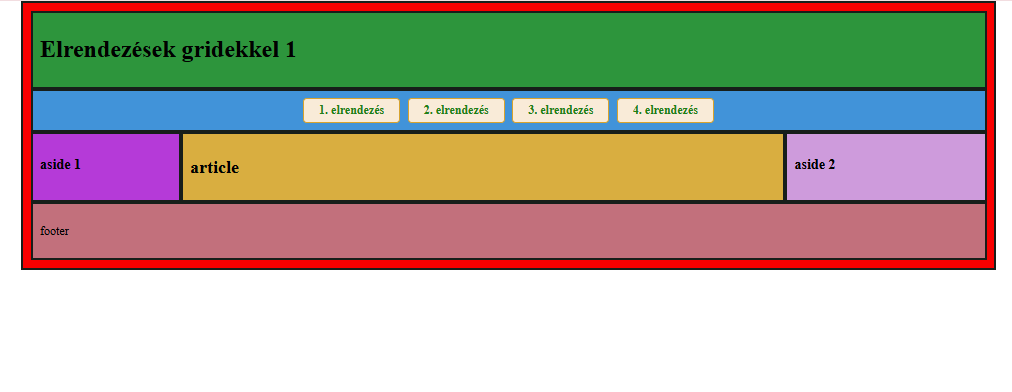 Elrendezések gridekkel 1
1. elrendezés 2. elrendezés 3. elrendezés 4. elrendezés
aside 1 article aside 2
footer